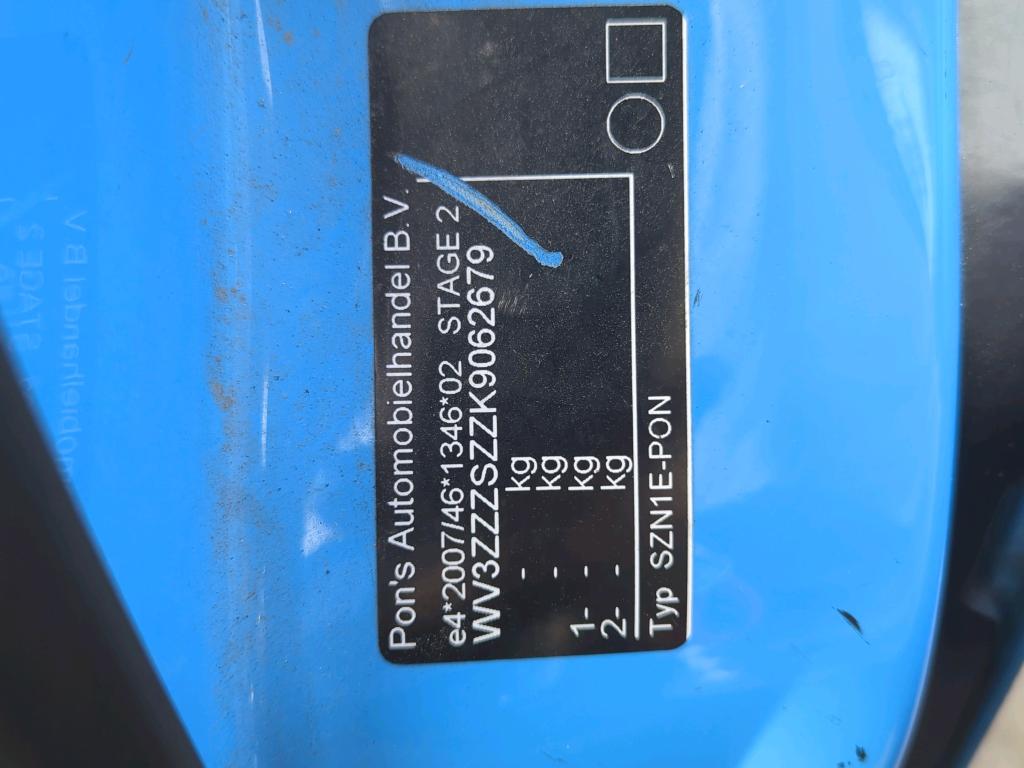 Pon's Automobielhandel B.V.
e4*2007/46*1346*02 STAGE 2
WV3ZZZSZZK9062679
- kg
- kg
1- - kg
2- - kg
Typ SZN1E-PON